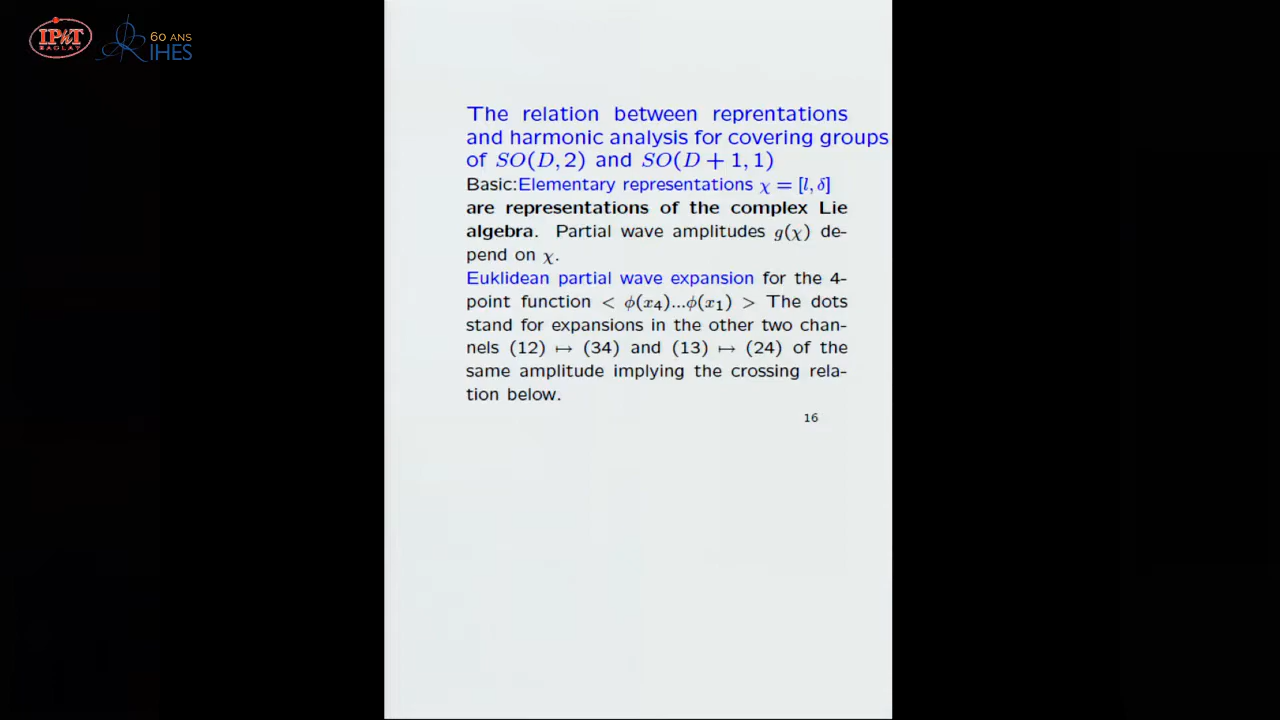 IPhT
SACLAY
60 ANS
IHES
The relation between reprentations
and harmonic analysis for covering groups
of SO(D, 2) and SO(D + 1, 1)
Basic:Elementary representations χ = [l, δ]
are representations of the complex Lie
algebra. Partial wave amplitudes g(χ) de-
pend on χ.
Euklidean partial wave expansion for the 4-
point function < ϕ(x₄)...ϕ(x₁) > The dots
stand for expansions in the other two chan-
nels (12) ↦ (34) and (13) ↦ (24) of the
same amplitude implying the crossing rela-
tion below.
16